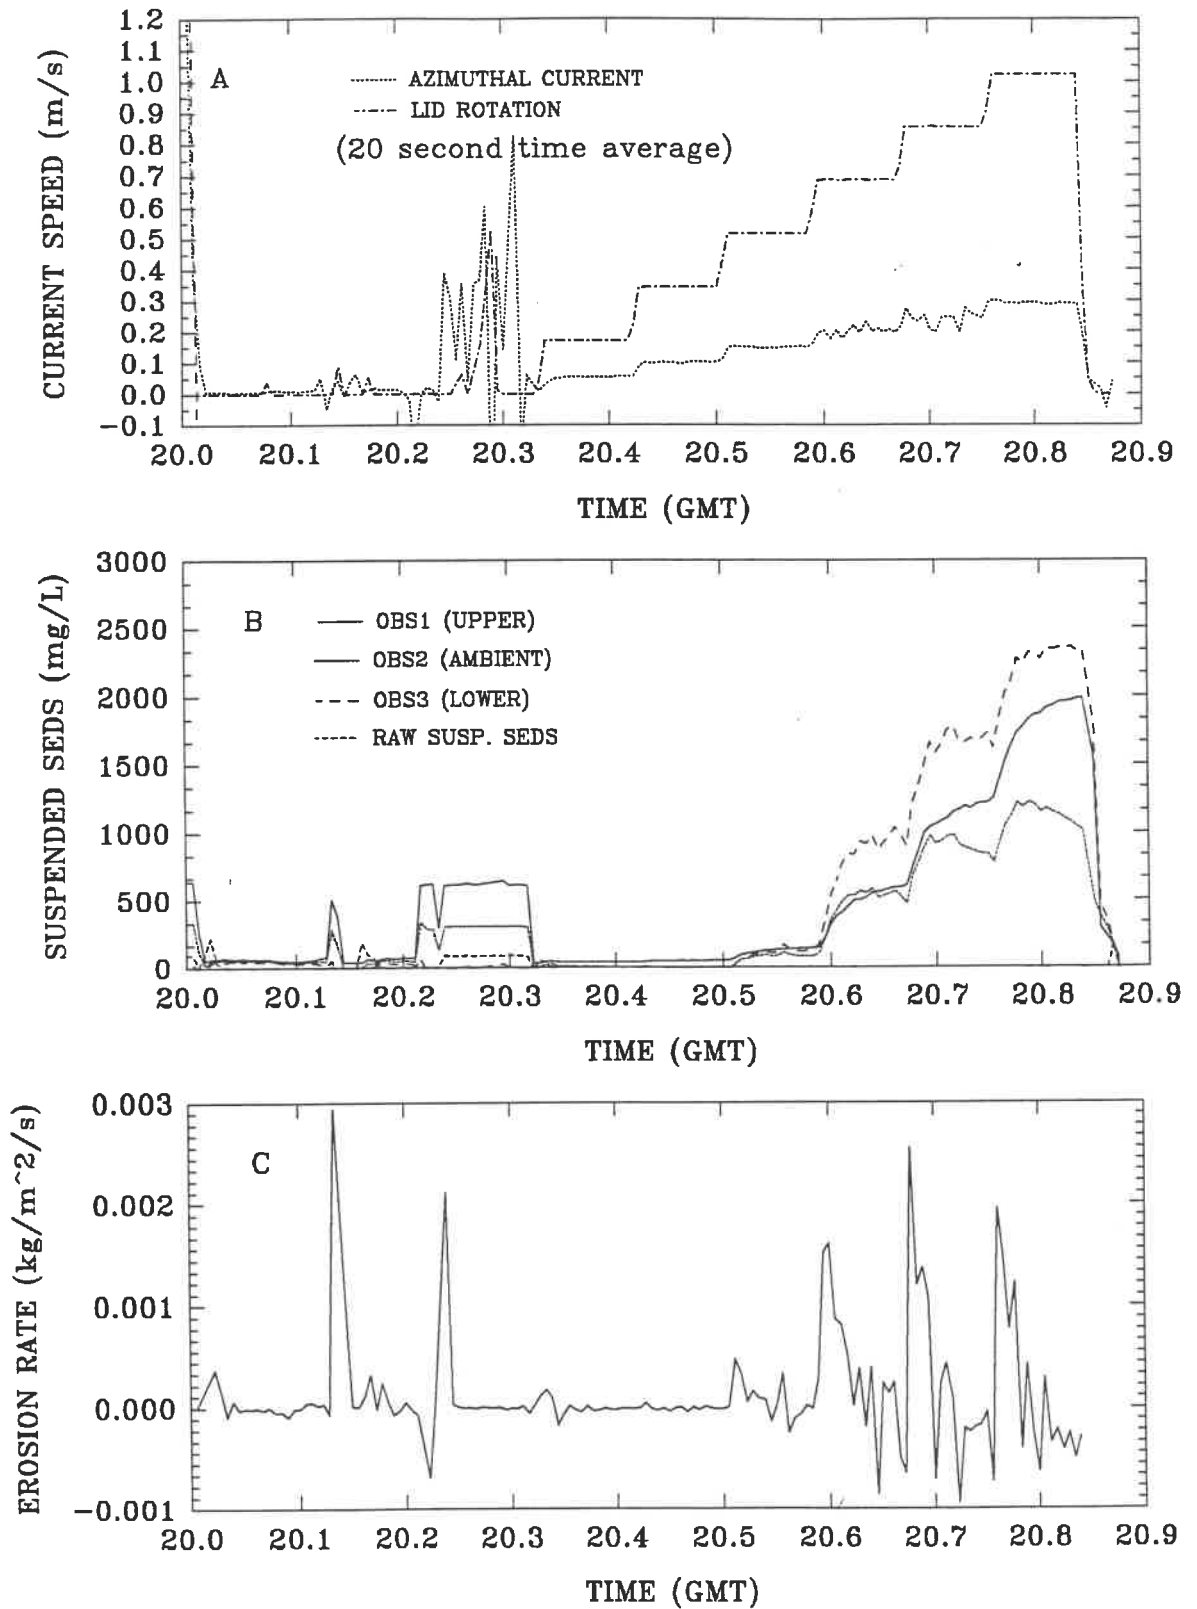 1.2
1.1
1.0
0.9
0.8
0.7
0.6
0.5
0.4
0.3
0.2
0.1
0.0
−0.1
CURRENT SPEED (m/s)
A
AZIMUTHAL CURRENT
LID ROTATION
(20 second time average)
20.0 20.1 20.2 20.3 20.4 20.5 20.6 20.7 20.8 20.9
TIME (GMT)
3000
2500
2000
1500
1000
500
0
SUSPENDED SEDS (mg/L)
B
OBS1 (UPPER)
OBS2 (AMBIENT)
OBS3 (LOWER)
RAW SUSP. SEDS
20.0 20.1 20.2 20.3 20.4 20.5 20.6 20.7 20.8 20.9
TIME (GMT)
0.003
0.002
0.001
0.000
−0.001
EROSION RATE (kg/m^2/s)
C
20.0 20.1 20.2 20.3 20.4 20.5 20.6 20.7 20.8 20.9
TIME (GMT)